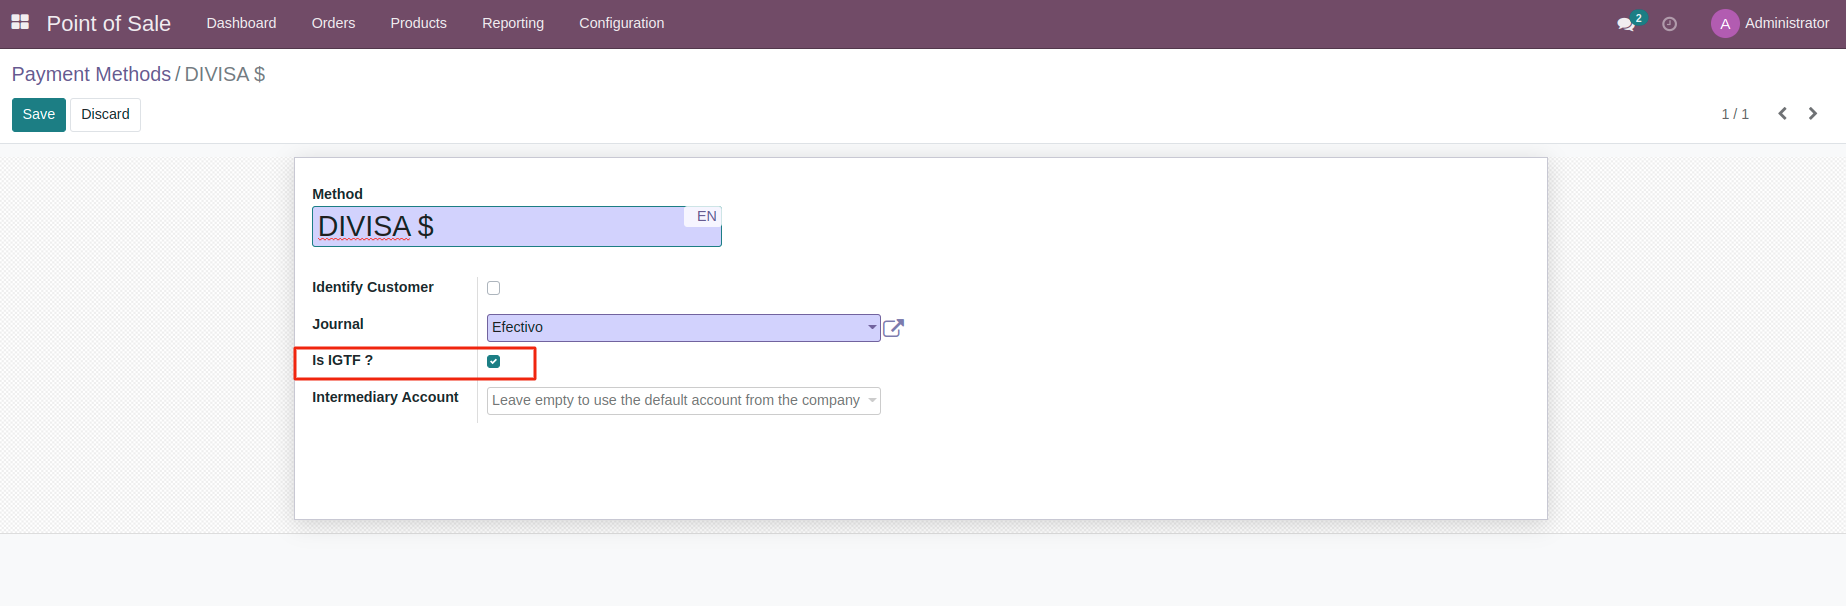 Point of Sale Dashboard Orders Products Reporting Configuration 2 A Administrator
Payment Methods / DIVISA $
Save Discard 1 / 1
Method
DIVISA $ EN
Identify Customer
Journal Efectivo
Is IGTF ?
Intermediary Account Leave empty to use the default account from the company